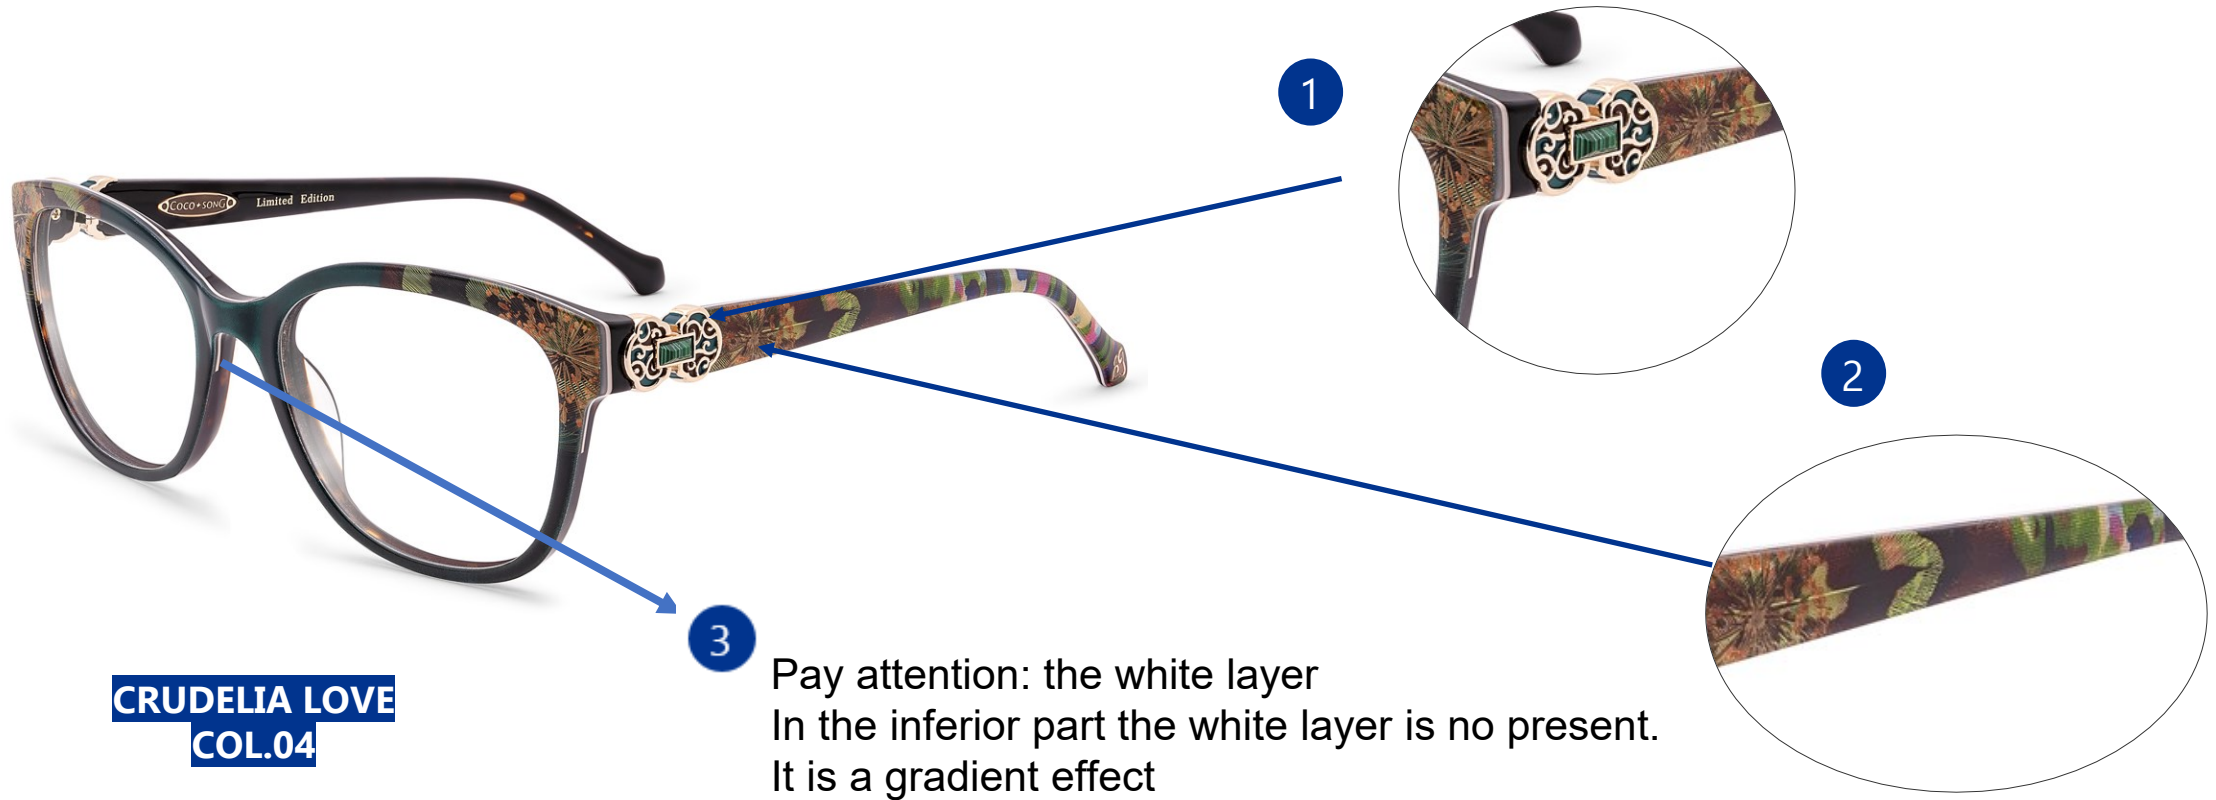 1
COCO★SONG
Limited Edition
2
3
Pay attention: the white layer
In the inferior part the white layer is no present.
It is a gradient effect
CRUDELIA LOVE
COL.04